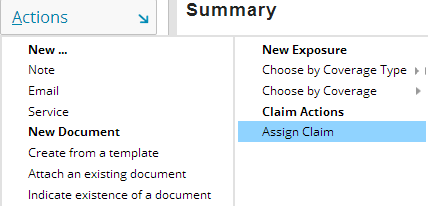 Actions
Summary
New ...
Note
Email
Service
New Document
Create from a template
Attach an existing document
Indicate existence of a document
New Exposure
Choose by Coverage Type
Choose by Coverage
Claim Actions
Assign Claim